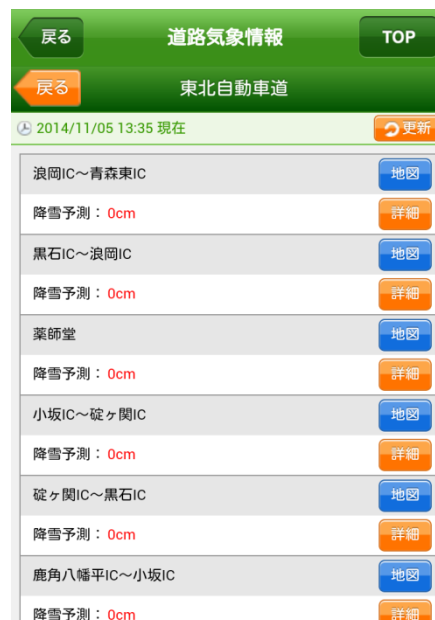 戻る 道路気象情報 TOP
戻る 東北自動車道
2014/11/05 13:35 現在 更新
浪岡IC～青森東IC 地図
降雪予測： 0cm 詳細
黒石IC～浪岡IC 地図
降雪予測： 0cm 詳細
薬師堂 地図
降雪予測： 0cm 詳細
小坂IC～碇ヶ関IC 地図
降雪予測： 0cm 詳細
碇ヶ関IC～黒石IC 地図
降雪予測： 0cm 詳細
鹿角八幡平IC～小坂IC 地図
降雪予測： 0cm 詳細